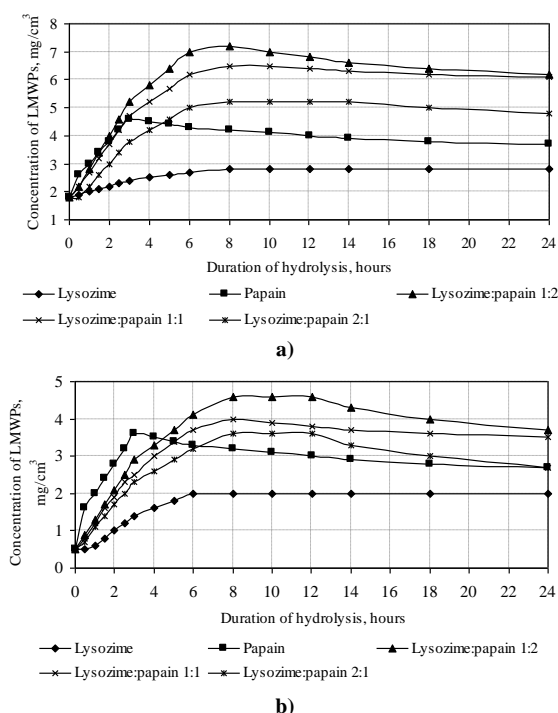 8
7
6
5
4
3
2
1
Concentration of LMWPs, mg/cm³
0 2 4 6 8 10 12 14 16 18 20 22 24
Duration of hydrolysis, hours
Lysozime Papain Lysozime:papain 1:2
Lysozime:papain 1:1 Lysozime:papain 2:1
a)
5
4
3
2
1
0
Concentration of LMWPs,
mg/cm³
0 2 4 6 8 10 12 14 16 18 20 22 24
Duration of hydrolysis, hours
Lysozime Papain Lysozime:papain 1:2
Lysozime:papain 1:1 Lysozime:papain 2:1
b)